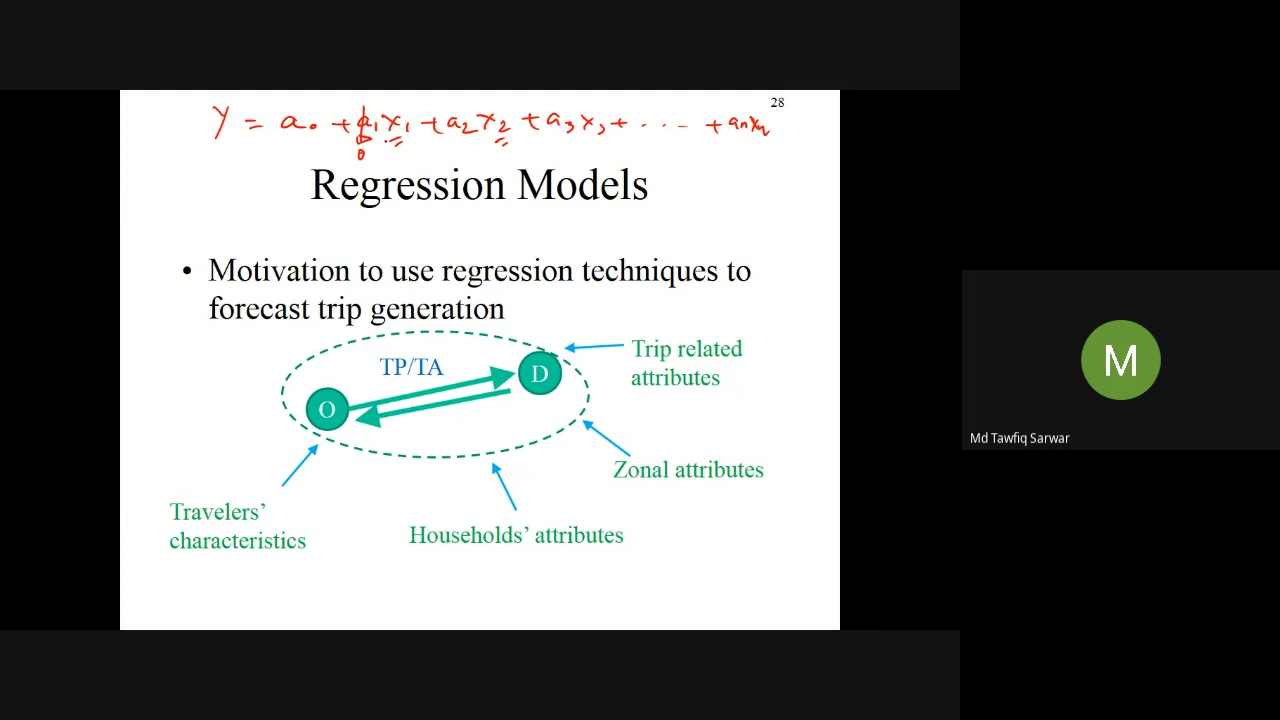 28
Y = a₀ + a₁x₁ + a₂x₂ + a₃x₃ + ... + aₙxₙ
0
Regression Models
• Motivation to use regression techniques to
forecast trip generation
TP/TA
O
D
Trip related
attributes
Zonal attributes
Travelers’
characteristics
Households’ attributes
M
Md Tawfiq Sarwar